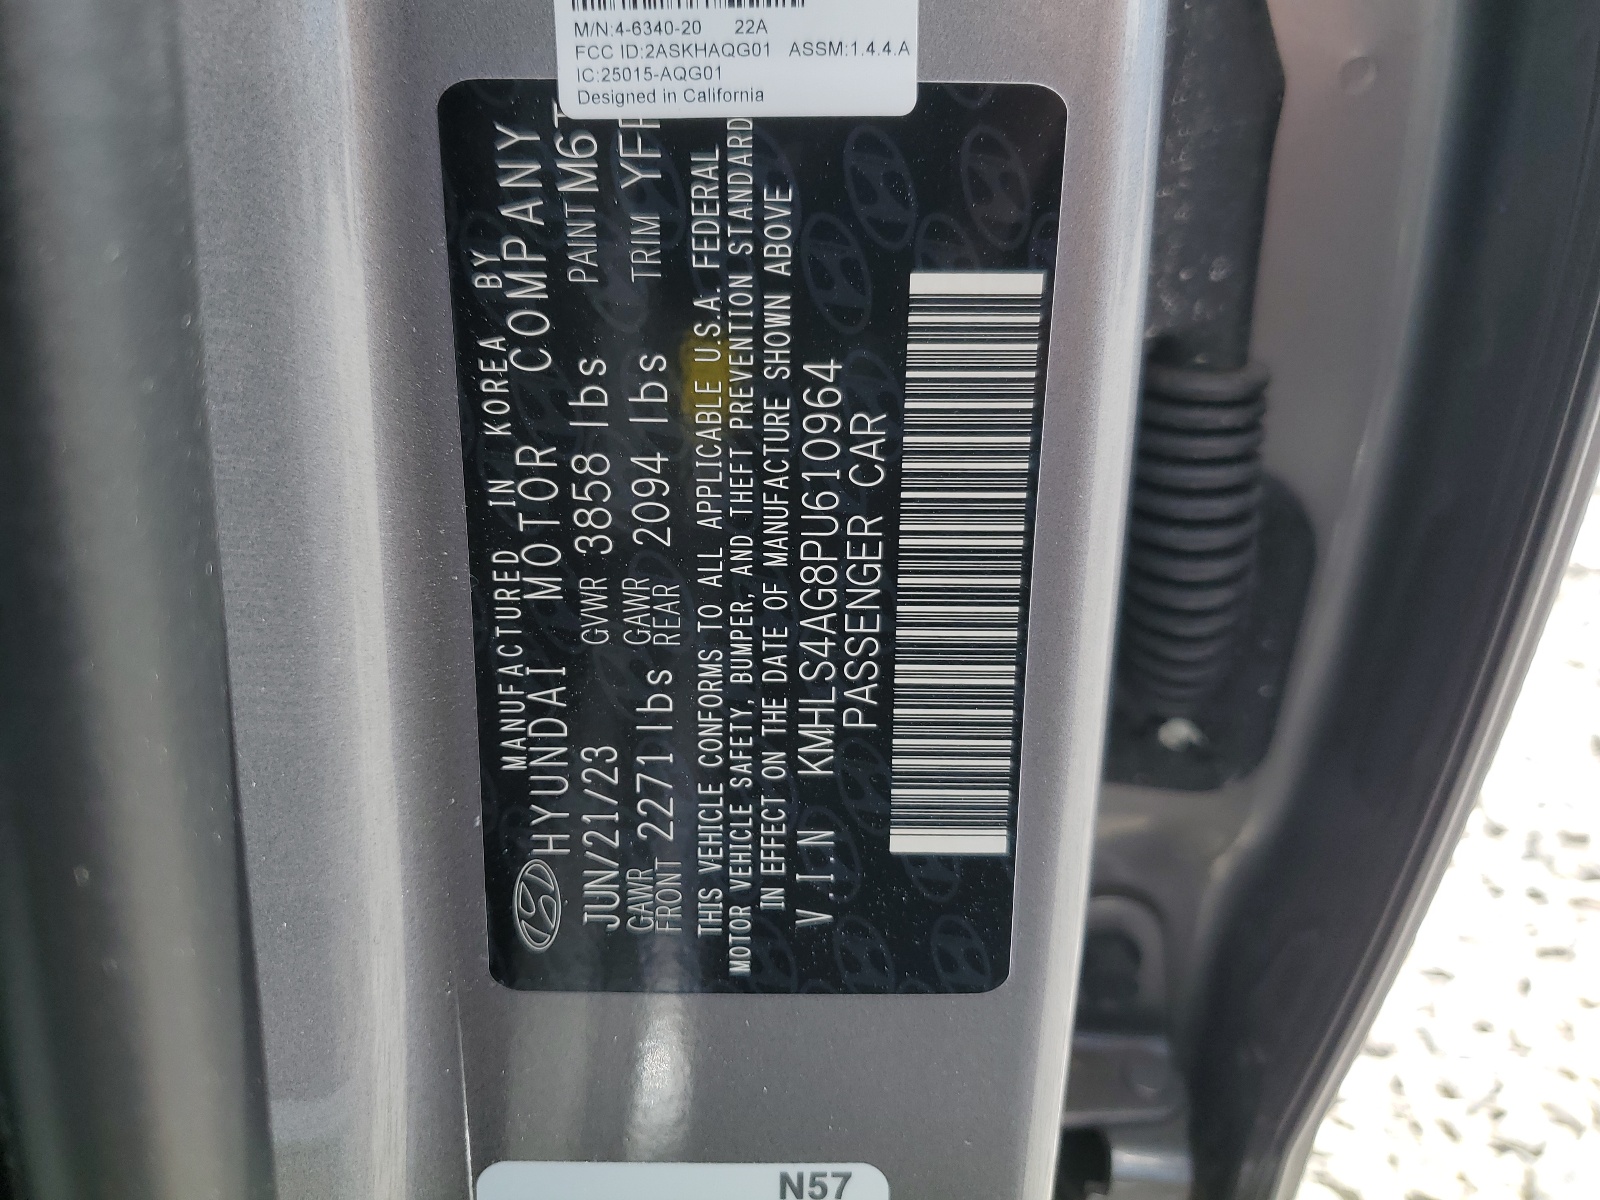 M/N:4-6340-20 22A
FCC ID:2ASKHAQG01 ASSM:1.4.4.A
IC:25015-AQG01
Designed in California
MANUFACTURED IN KOREA BY
HYUNDAI MOTOR COMPANY
JUN/21/23 GVWR 3858 lbs PAINT M6T
GAWR FRONT 2271 lbs GAWR REAR 2094 lbs TRIM YF
THIS VEHICLE CONFORMS TO ALL APPLICABLE U.S.A. FEDERAL
MOTOR VEHICLE SAFETY, BUMPER, AND THEFT PREVENTION STANDARD
IN EFFECT ON THE DATE OF MANUFACTURE SHOWN ABOVE
V.I.N KMHLS4AG8PU610964
PASSENGER CAR
N57